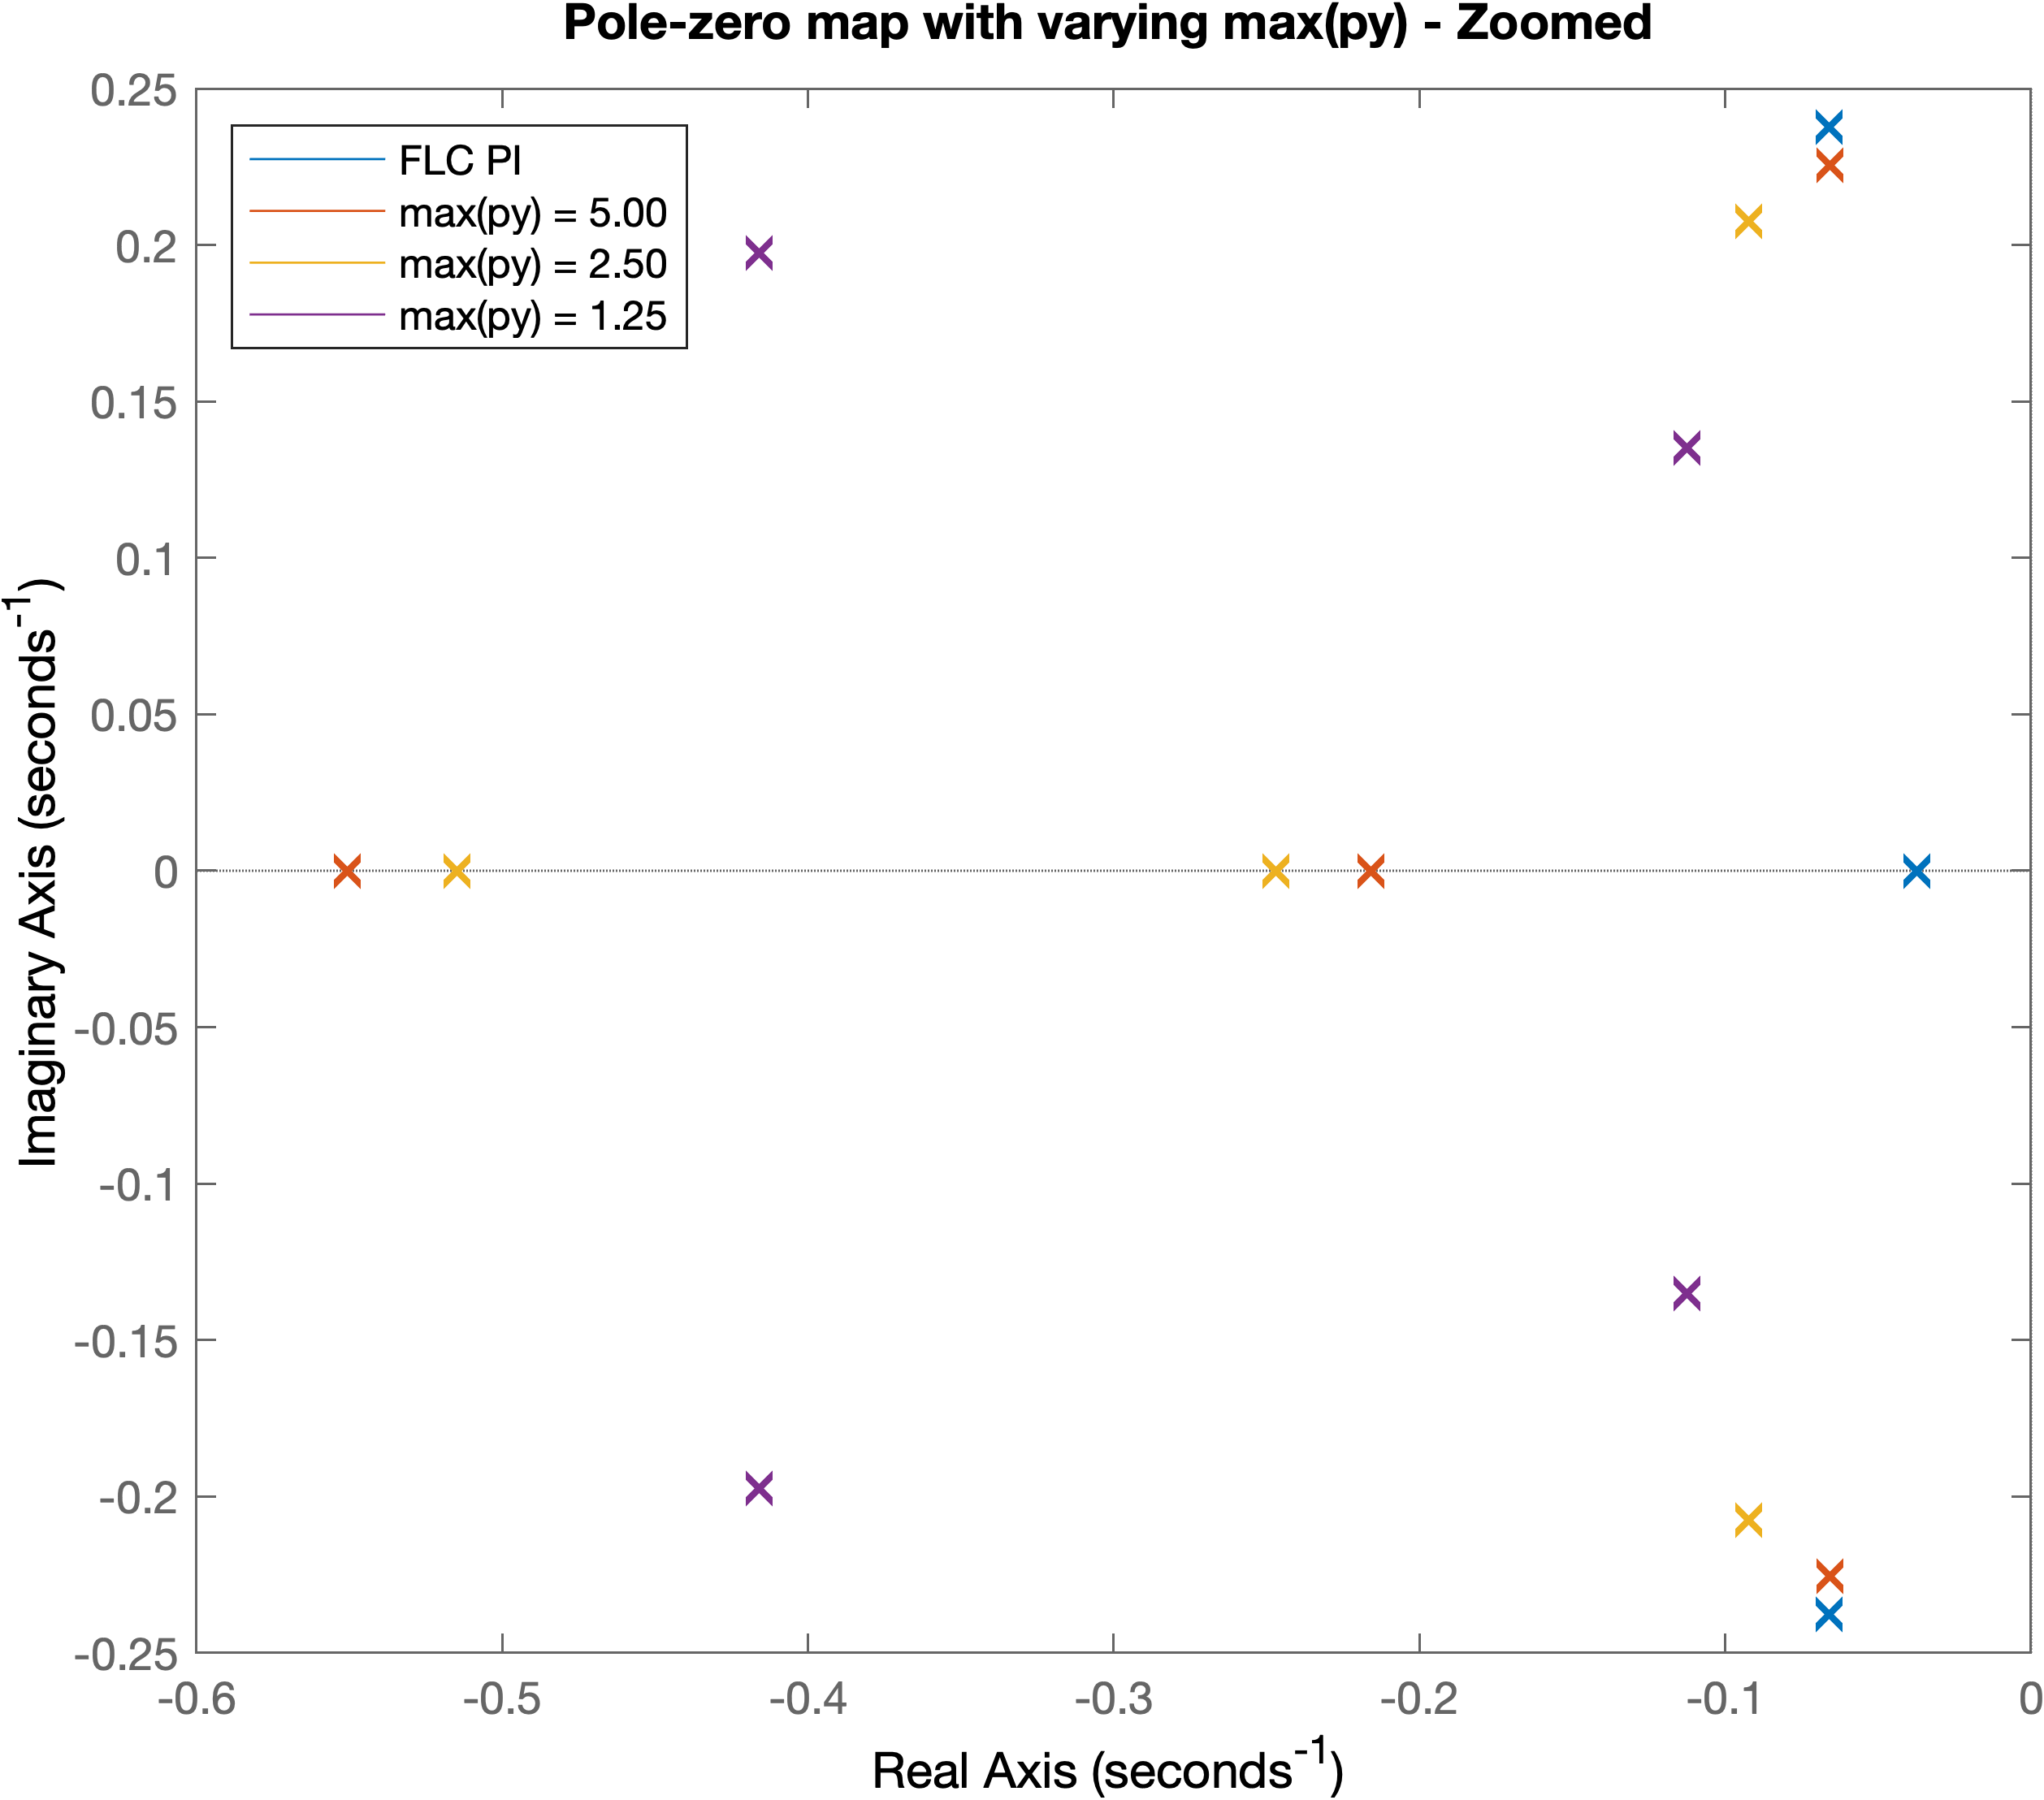 Pole-zero map with varying max(py) - Zoomed
FLC PI
max(py) = 5.00
max(py) = 2.50
max(py) = 1.25
0.25
0.2
0.15
0.1
0.05
0
-0.05
-0.1
-0.15
-0.2
-0.25
Imaginary Axis (seconds⁻¹)
-0.6 -0.5 -0.4 -0.3 -0.2 -0.1 0
Real Axis (seconds⁻¹)